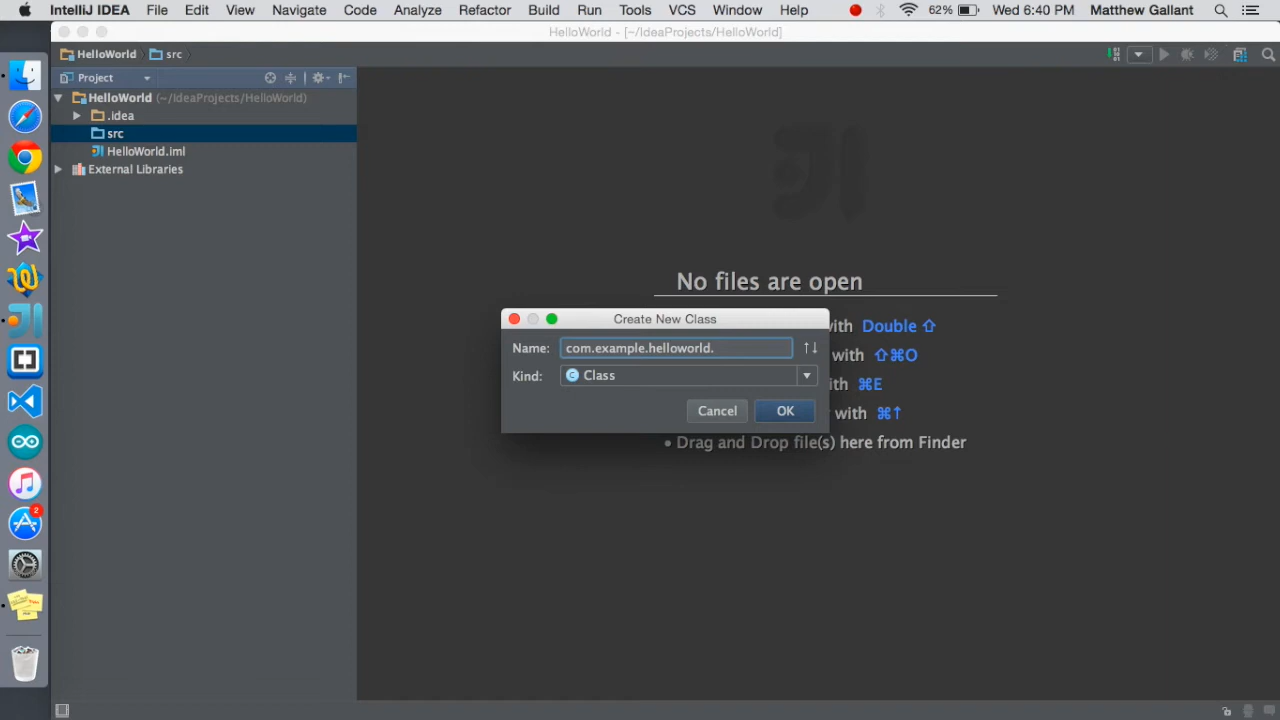 IntelliJ IDEA File Edit View Navigate Code Analyze Refactor Build Run Tools VCS Window Help 62% Wed 6:40 PM Matthew Gallant
HelloWorld - [~/IdeaProjects/HelloWorld]
HelloWorld src
Project
HelloWorld (~/IdeaProjects/HelloWorld)
.idea
src
HelloWorld.iml
External Libraries
No files are open
Create New Class
with Double ⇧
Name: com.example.helloworld.
with ⇧⌘O
Kind: Class
with ⌘E
Cancel OK
with ⌘↑
• Drag and Drop file(s) here from Finder
2